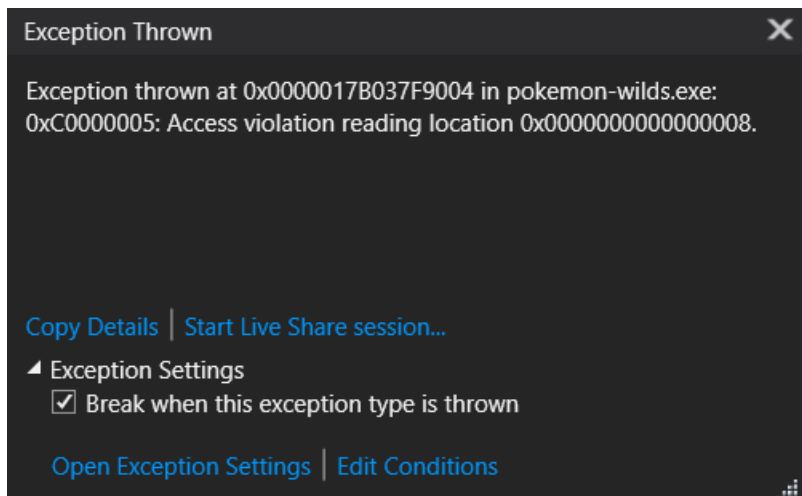 Exception Thrown
Exception thrown at 0x0000017B037F9004 in pokemon-wilds.exe:
0xC0000005: Access violation reading location 0x0000000000000008.
Copy Details | Start Live Share session...
Exception Settings
Break when this exception type is thrown
Open Exception Settings | Edit Conditions